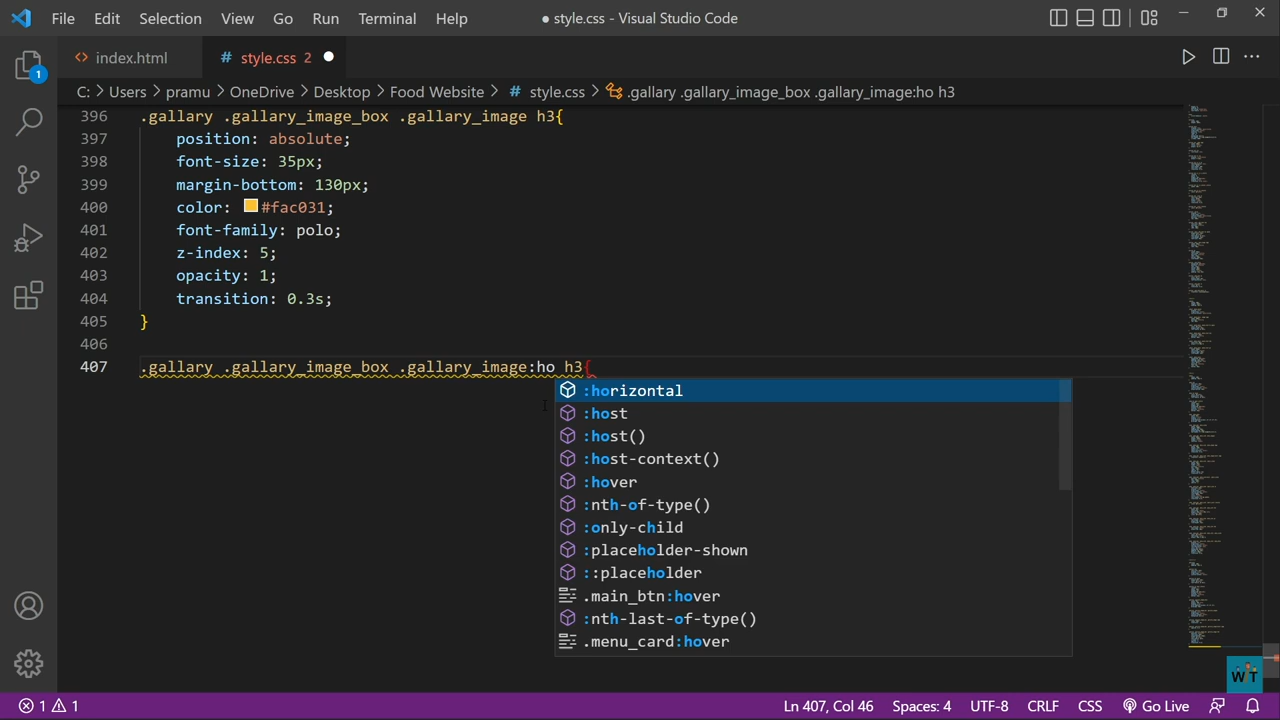 File Edit Selection View Go Run Terminal Help ● style.css - Visual Studio Code
<> index.html # style.css 2 ●
C: > Users > pramu > OneDrive > Desktop > Food Website > # style.css > .gallary .gallary_image_box .gallary_image:ho h3
1
396 .gallary .gallary_image_box .gallary_image h3{
397 position: absolute;
398 font-size: 35px;
399 margin-bottom: 130px;
400 color: #fac031;
401 font-family: polo;
402 z-index: 5;
403 opacity: 1;
404 transition: 0.3s;
405 }
406
407 .gallary .gallary_image_box .gallary_image:ho h3{
:horizontal
:host
:host()
:host-context()
:hover
:nth-of-type()
:only-child
:placeholder-shown
::placeholder
.main_btn:hover
:nth-last-of-type()
.menu_card:hover
WT
1 1 Ln 407, Col 46 Spaces: 4 UTF-8 CRLF CSS Go Live